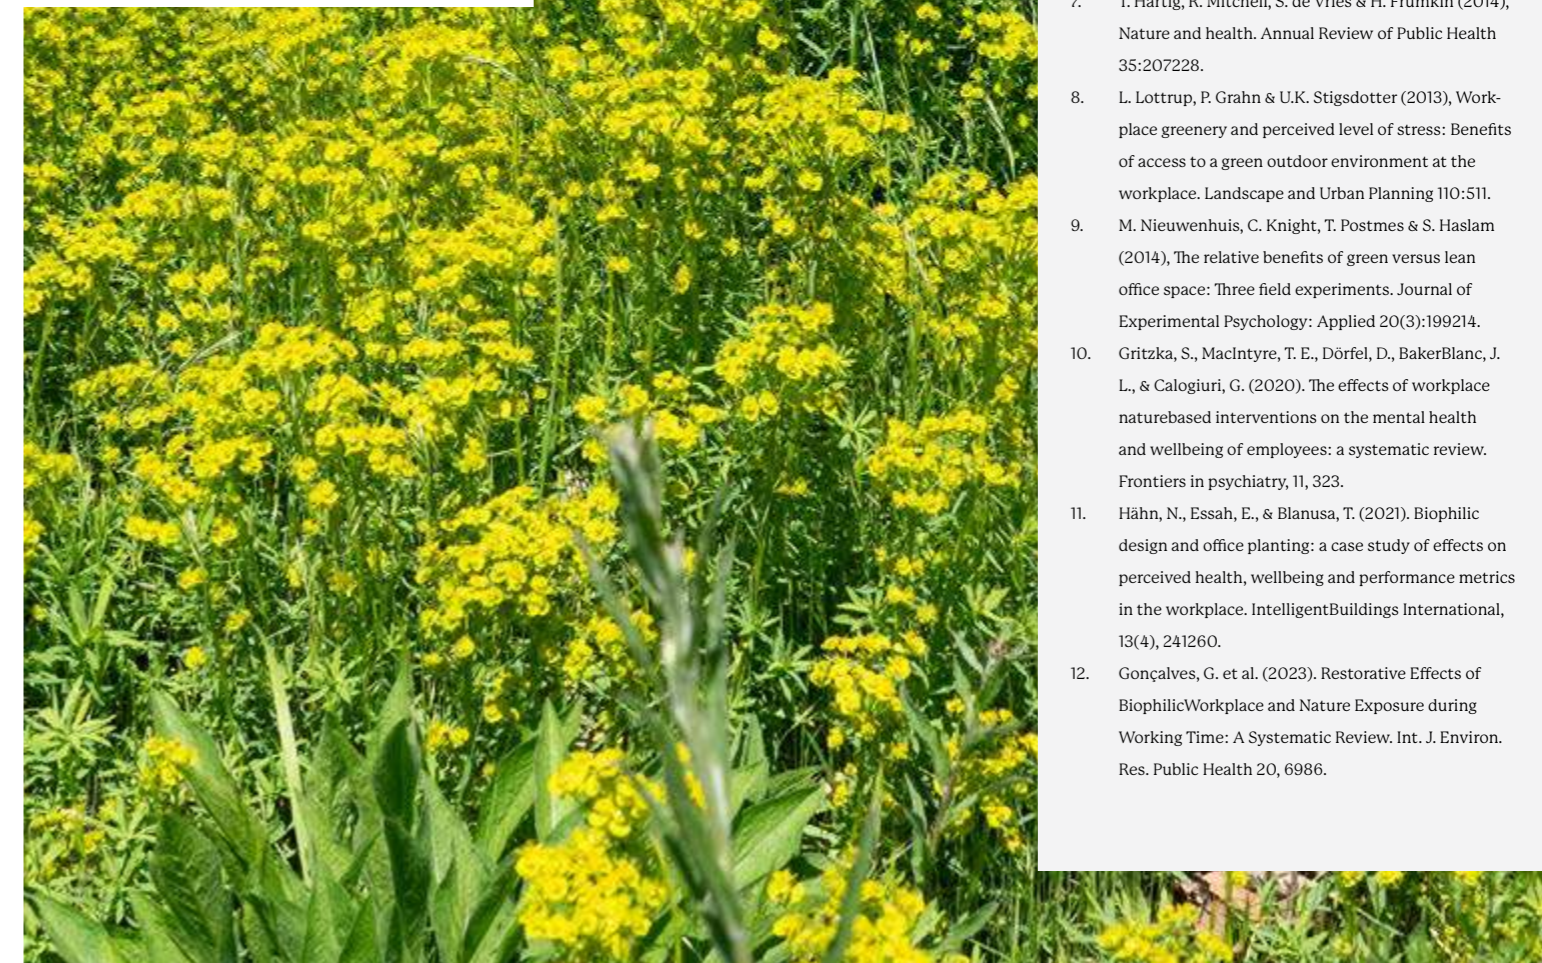 7. T. Hartig, R. Mitchell, S. de Vries & H. Frumkin (2014),
Nature and health. Annual Review of Public Health
35:207228.
8. L. Lottrup, P. Grahn & U.K. Stigsdotter (2013), Work-
place greenery and perceived level of stress: Benefits
of access to a green outdoor environment at the
workplace. Landscape and Urban Planning 110:511.
9. M. Nieuwenhuis, C. Knight, T. Postmes & S. Haslam
(2014), The relative benefits of green versus lean
office space: Three field experiments. Journal of
Experimental Psychology: Applied 20(3):199214.
10. Gritzka, S., MacIntyre, T. E., Dörfel, D., BakerBlanc, J.
L., & Calogiuri, G. (2020). The effects of workplace
naturebased interventions on the mental health
and wellbeing of employees: a systematic review.
Frontiers in psychiatry, 11, 323.
11. Hähn, N., Essah, E., & Blanusa, T. (2021). Biophilic
design and office planting: a case study of effects on
perceived health, wellbeing and performance metrics
in the workplace. IntelligentBuildings International,
13(4), 241260.
12. Gonçalves, G. et al. (2023). Restorative Effects of
BiophilicWorkplace and Nature Exposure during
Working Time: A Systematic Review. Int. J. Environ.
Res. Public Health 20, 6986.